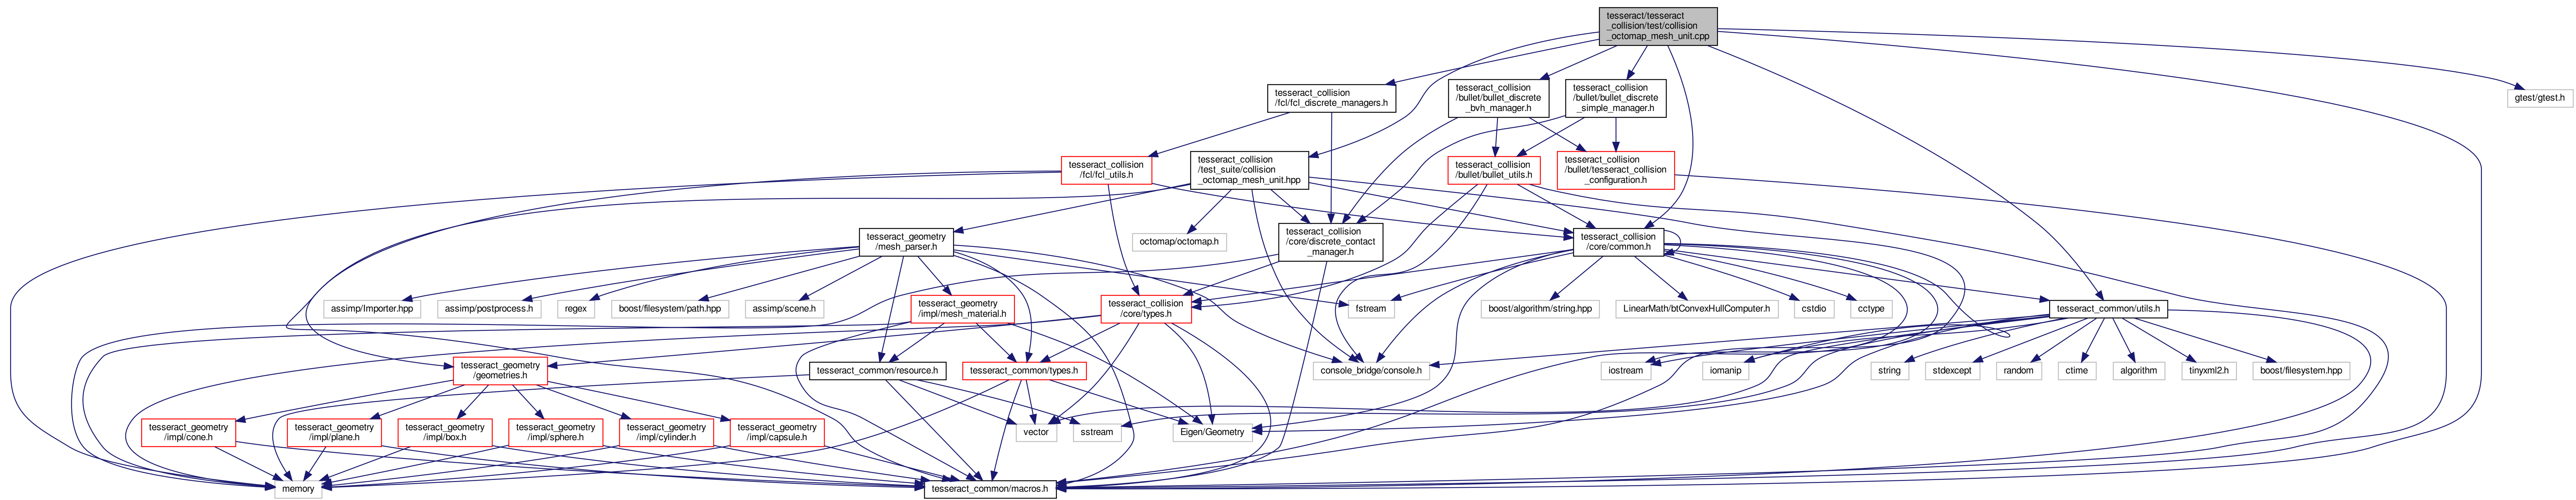 tesseract/tesseract
_collision/test/collision
_octomap_mesh_unit.cpp
tesseract_collision
/fcl/fcl_discrete_managers.h
tesseract_collision
/bullet/bullet_discrete
_bvh_manager.h
tesseract_collision
/bullet/bullet_discrete
_simple_manager.h
gtest/gtest.h
tesseract_collision
/fcl/fcl_utils.h
tesseract_collision
/test_suite/collision
_octomap_mesh_unit.hpp
tesseract_collision
/bullet/bullet_utils.h
tesseract_collision
/bullet/tesseract_collision
_configuration.h
tesseract_geometry
/mesh_parser.h
octomap/octomap.h
tesseract_collision
/core/discrete_contact
_manager.h
tesseract_collision
/core/common.h
assimp/Importer.hpp
assimp/postprocess.h
regex
boost/filesystem/path.hpp
assimp/scene.h
tesseract_geometry
/impl/mesh_material.h
tesseract_collision
/core/types.h
fstream
boost/algorithm/string.hpp
LinearMath/btConvexHullComputer.h
cstdio
cctype
tesseract_common/utils.h
tesseract_geometry
/geometries.h
tesseract_common/resource.h
tesseract_common/types.h
console_bridge/console.h
iostream
iomanip
string
stdexcept
random
ctime
algorithm
tinyxml2.h
boost/filesystem.hpp
tesseract_geometry
/impl/cone.h
tesseract_geometry
/impl/plane.h
tesseract_geometry
/impl/box.h
tesseract_geometry
/impl/sphere.h
tesseract_geometry
/impl/cylinder.h
tesseract_geometry
/impl/capsule.h
vector
sstream
Eigen/Geometry
memory
tesseract_common/macros.h